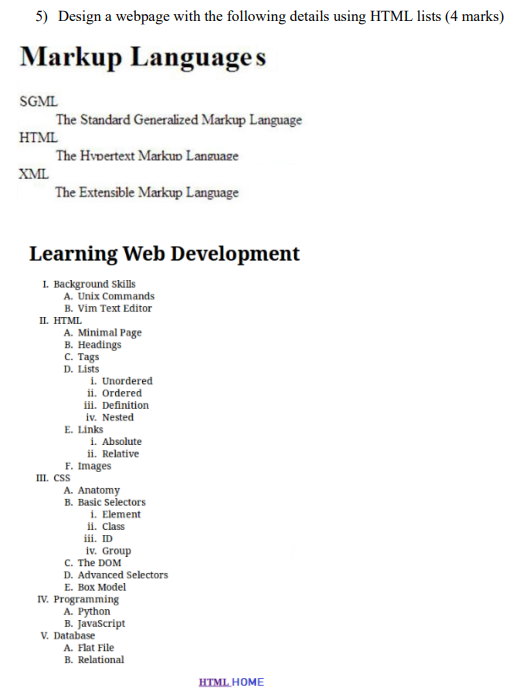 5) Design a webpage with the following details using HTML lists (4 marks)
Markup Languages
SGML
The Standard Generalized Markup Language
HTML
The Hypertext Markup Language
XML
The Extensible Markup Language
Learning Web Development
I. Background Skills
A. Unix Commands
B. Vim Text Editor
II. HTML
A. Minimal Page
B. Headings
C. Tags
D. Lists
i. Unordered
ii. Ordered
iii. Definition
iv. Nested
E. Links
i. Absolute
ii. Relative
F. Images
III. CSS
A. Anatomy
B. Basic Selectors
i. Element
ii. Class
iii. ID
iv. Group
C. The DOM
D. Advanced Selectors
E. Box Model
IV. Programming
A. Python
B. JavaScript
V. Database
A. Flat File
B. Relational
HTML HOME